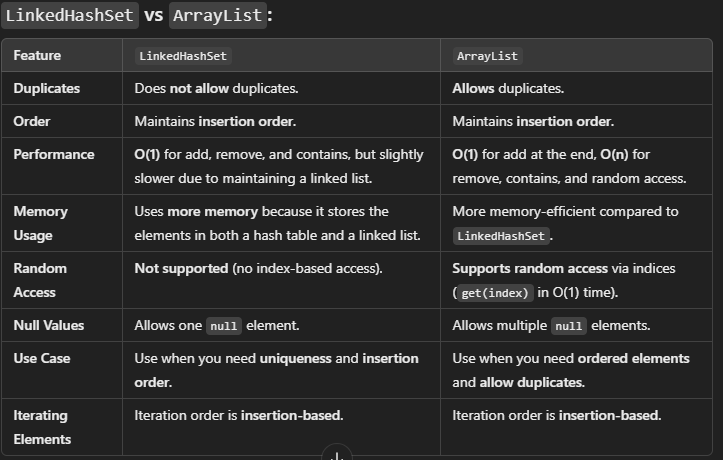 LinkedHashSet vs ArrayList:
Feature LinkedHashSet ArrayList
Duplicates Does not allow duplicates. Allows duplicates.
Order Maintains insertion order. Maintains insertion order.
Performance O(1) for add, remove, and contains, but slightly O(1) for add at the end, O(n) for
slower due to maintaining a linked list. remove, contains, and random access.
Memory Uses more memory because it stores the More memory-efficient compared to
Usage elements in both a hash table and a linked list. LinkedHashSet.
Random Not supported (no index-based access). Supports random access via indices
Access (get(index) in O(1) time).
Null Values Allows one null element. Allows multiple null elements.
Use Case Use when you need uniqueness and insertion Use when you need ordered elements
order. and allow duplicates.
Iterating Iteration order is insertion-based. Iteration order is insertion-based.
Elements